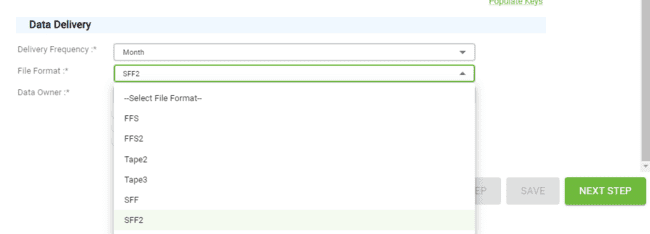 Populate Keys
Data Delivery
Delivery Frequency :*
Month
File Format :*
SFF2
Data Owner :*
--Select File Format--
FFS
FFS2
Tape2
Tape3
SFF
SFF2
EP
SAVE
NEXT STEP